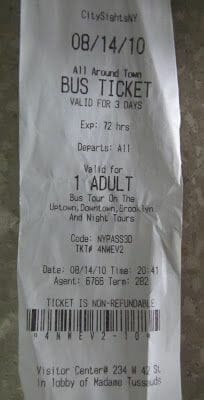 CitySightsNY
08/14/10
All Around Town
BUS TICKET
VALID FOR 3 DAYS
Exp: 72 hrs
Departs: All
Valid for
1 ADULT
Bus Tour On The
Uptown,Downtown,Brooklyn
And Night Tours
Code: NYPASS3D
TKT# 4NWEV2
Date: 08/14/10 Time: 20:41
Agent: 6766 Term: 282
TICKET IS NON-REFUNDABLE
*4NWEV2-10*
Visitor Center# 234 W 42 St
in lobby of Madame Tussauds